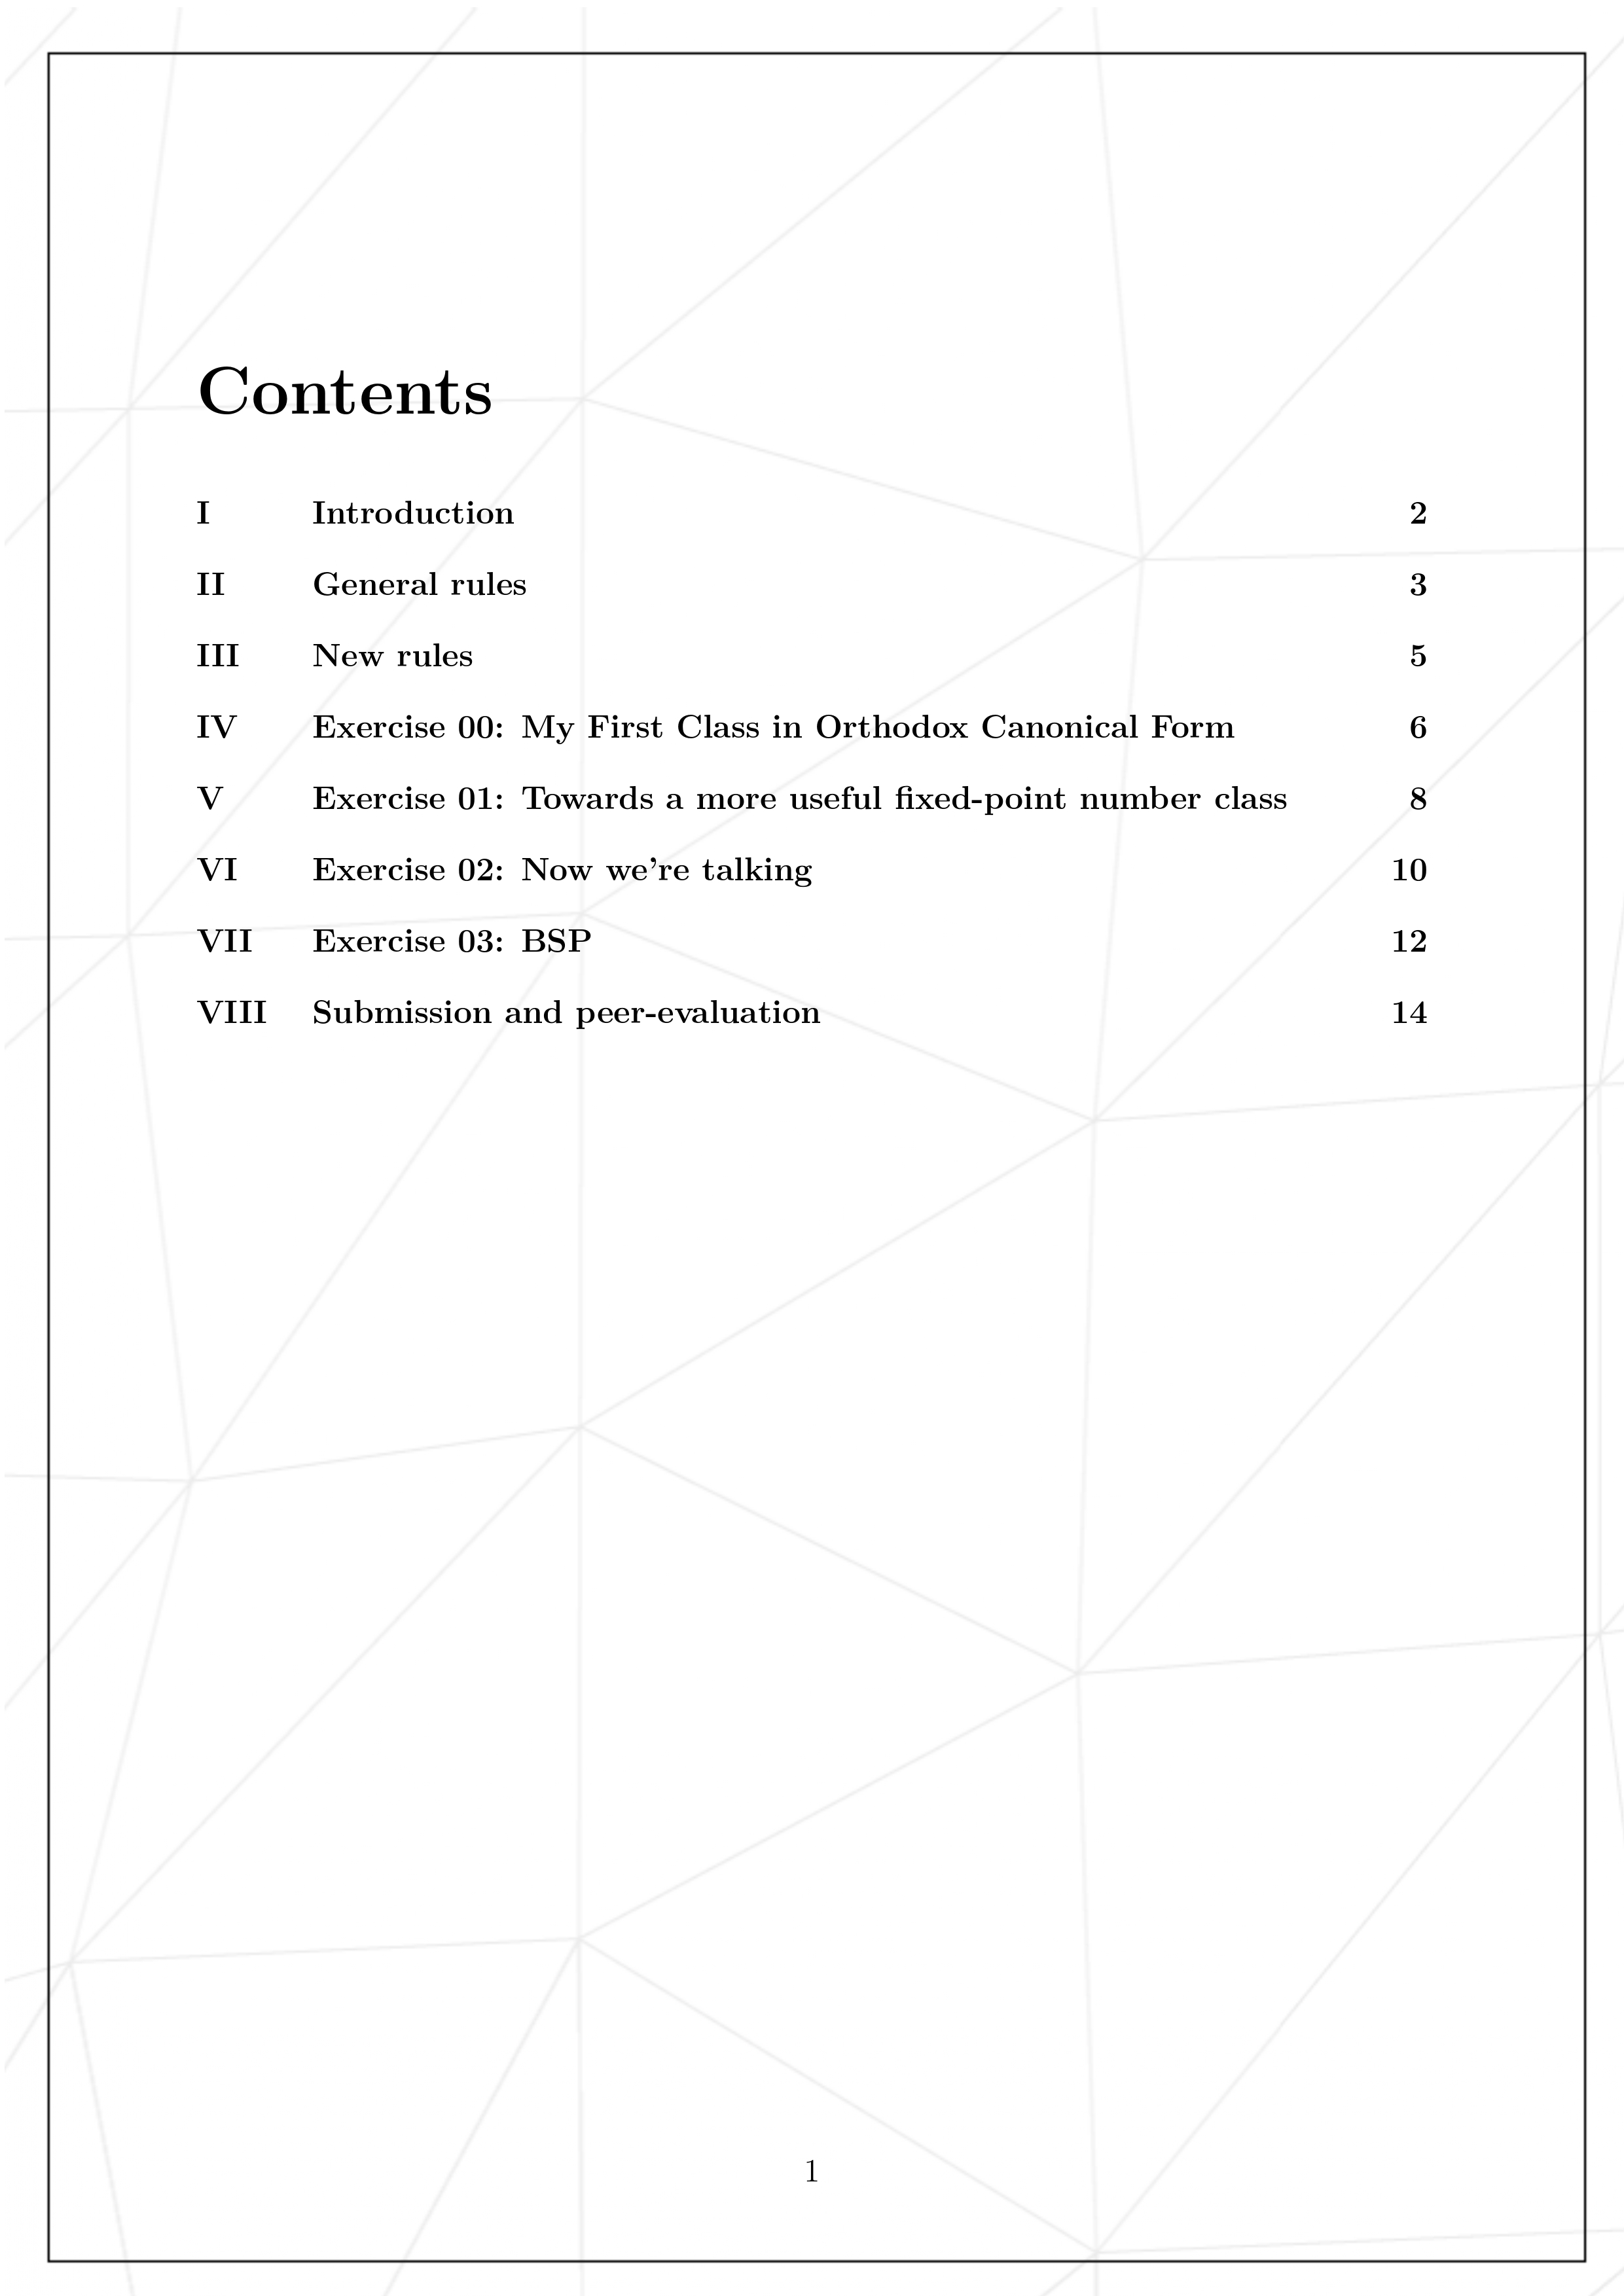 Contents
I Introduction 2
II General rules 3
III New rules 5
IV Exercise 00: My First Class in Orthodox Canonical Form 6
V Exercise 01: Towards a more useful fixed-point number class 8
VI Exercise 02: Now we're talking 10
VII Exercise 03: BSP 12
VIII Submission and peer-evaluation 14
1